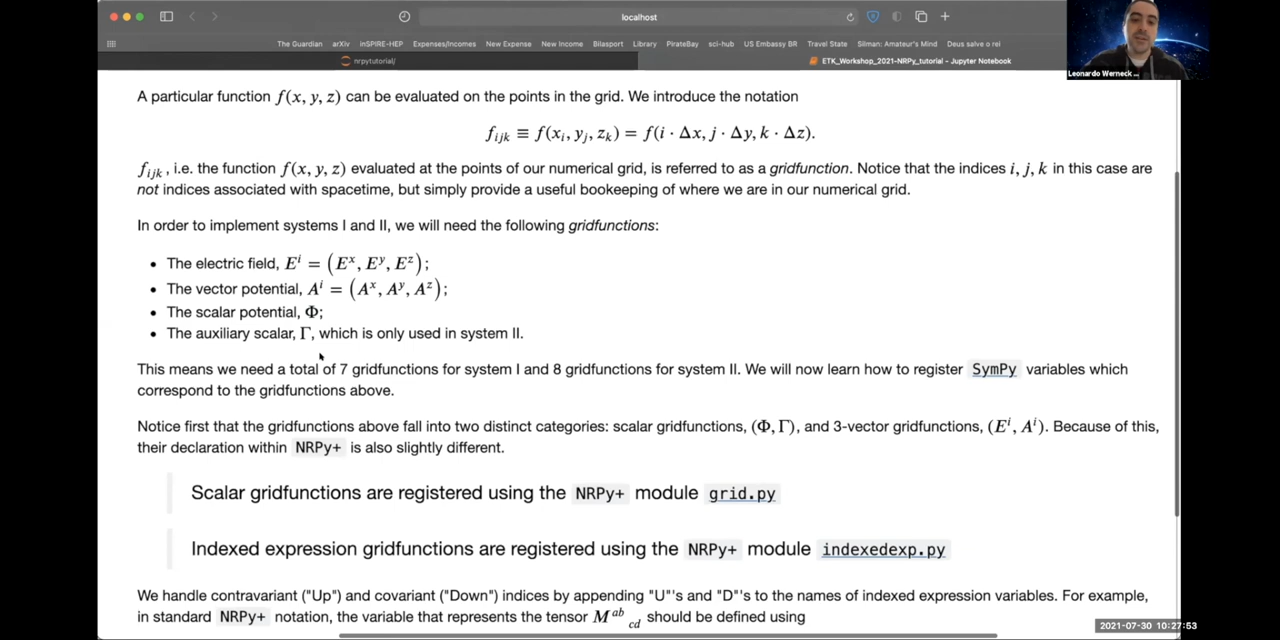 localhost
The Guardian arXiv inSPIRE-HEP Expenses/Incomes New Expense New Income Bilasport Library PirateBay sci-hub US Embassy BR Travel State Silman: Amateur's Mind Deus salve o rei
nrpytutorial/ ETK_Workshop_2021-NRPy_tutorial - Jupyter Notebook
Leonardo Werneck ...
A particular function f(x, y, z) can be evaluated on the points in the grid. We introduce the notation
f_ijk ≡ f(x_i, y_j, z_k) = f(i · Δx, j · Δy, k · Δz).
f_ijk, i.e. the function f(x, y, z) evaluated at the points of our numerical grid, is referred to as a gridfunction. Notice that the indices i, j, k in this case are
not indices associated with spacetime, but simply provide a useful bookeeping of where we are in our numerical grid.
In order to implement systems I and II, we will need the following gridfunctions:
• The electric field, E^i = (E^x, E^y, E^z);
• The vector potential, A^i = (A^x, A^y, A^z);
• The scalar potential, Φ;
• The auxiliary scalar, Γ, which is only used in system II.
This means we need a total of 7 gridfunctions for system I and 8 gridfunctions for system II. We will now learn how to register SymPy variables which
correspond to the gridfunctions above.
Notice first that the gridfunctions above fall into two distinct categories: scalar gridfunctions, (Φ, Γ), and 3-vector gridfunctions, (E^i, A^i). Because of this,
their declaration within NRPy+ is also slightly different.
Scalar gridfunctions are registered using the NRPy+ module grid.py
Indexed expression gridfunctions are registered using the NRPy+ module indexedexp.py
We handle contravariant ("Up") and covariant ("Down") indices by appending "U"'s and "D"'s to the names of indexed expression variables. For example,
in standard NRPy+ notation, the variable that represents the tensor M^ab_cd should be defined using
2021-07-30 10:27:53